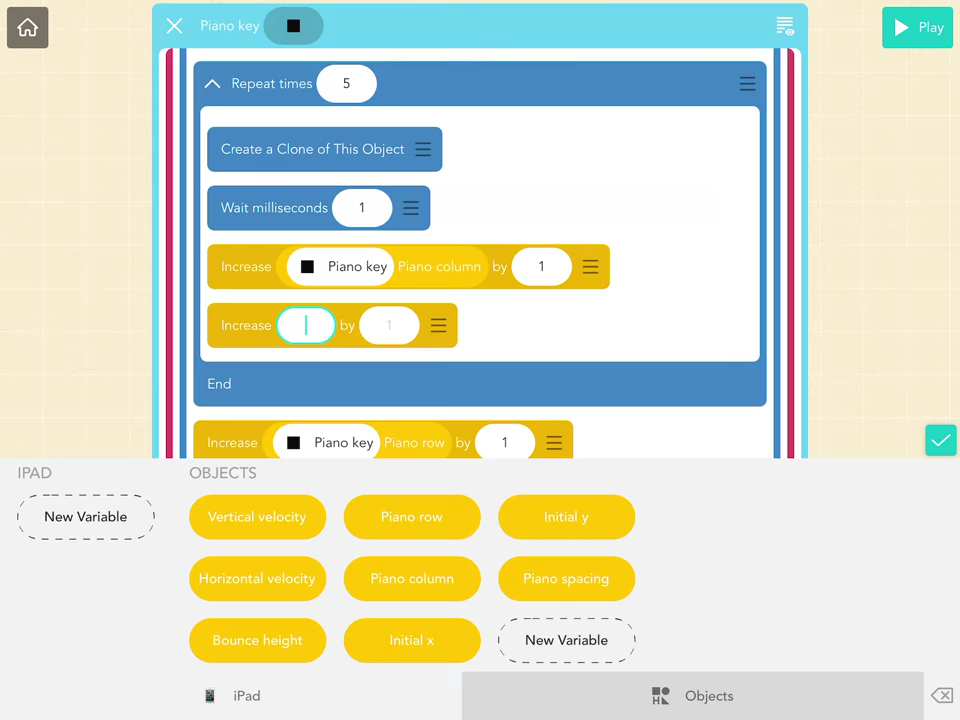 Piano key
Play
Repeat times 5
Create a Clone of This Object
Wait milliseconds 1
Increase Piano key Piano column by 1
Increase by 1
End
Increase Piano key Piano row by 1
IPAD
OBJECTS
New Variable
Vertical velocity
Piano row
Initial y
Horizontal velocity
Piano column
Piano spacing
Bounce height
Initial x
New Variable
iPad
Objects